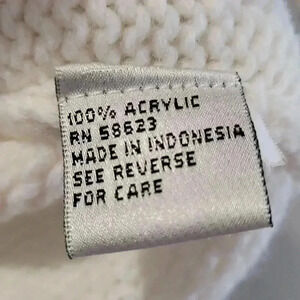 100% ACRYLIC
RN 58623
MADE IN INDONESIA
SEE REVERSE
FOR CARE